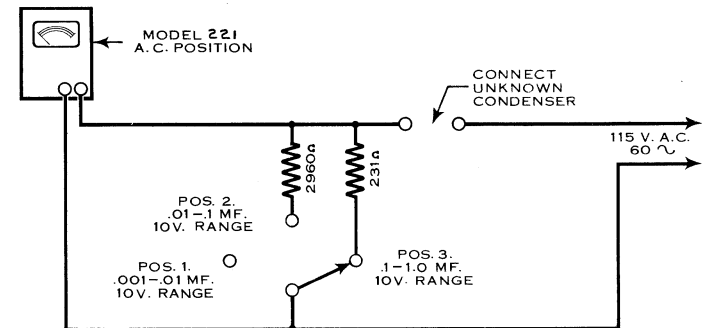 MODEL 221
A.C. POSITION
CONNECT
UNKNOWN
CONDENSER
115 V. A.C.
60 ∿
2960Ω
231Ω
POS. 2.
.01-.1 MF.
10V. RANGE
POS. 1.
.001-.01 MF.
10V. RANGE
POS. 3.
.1-1.0 MF.
10V. RANGE